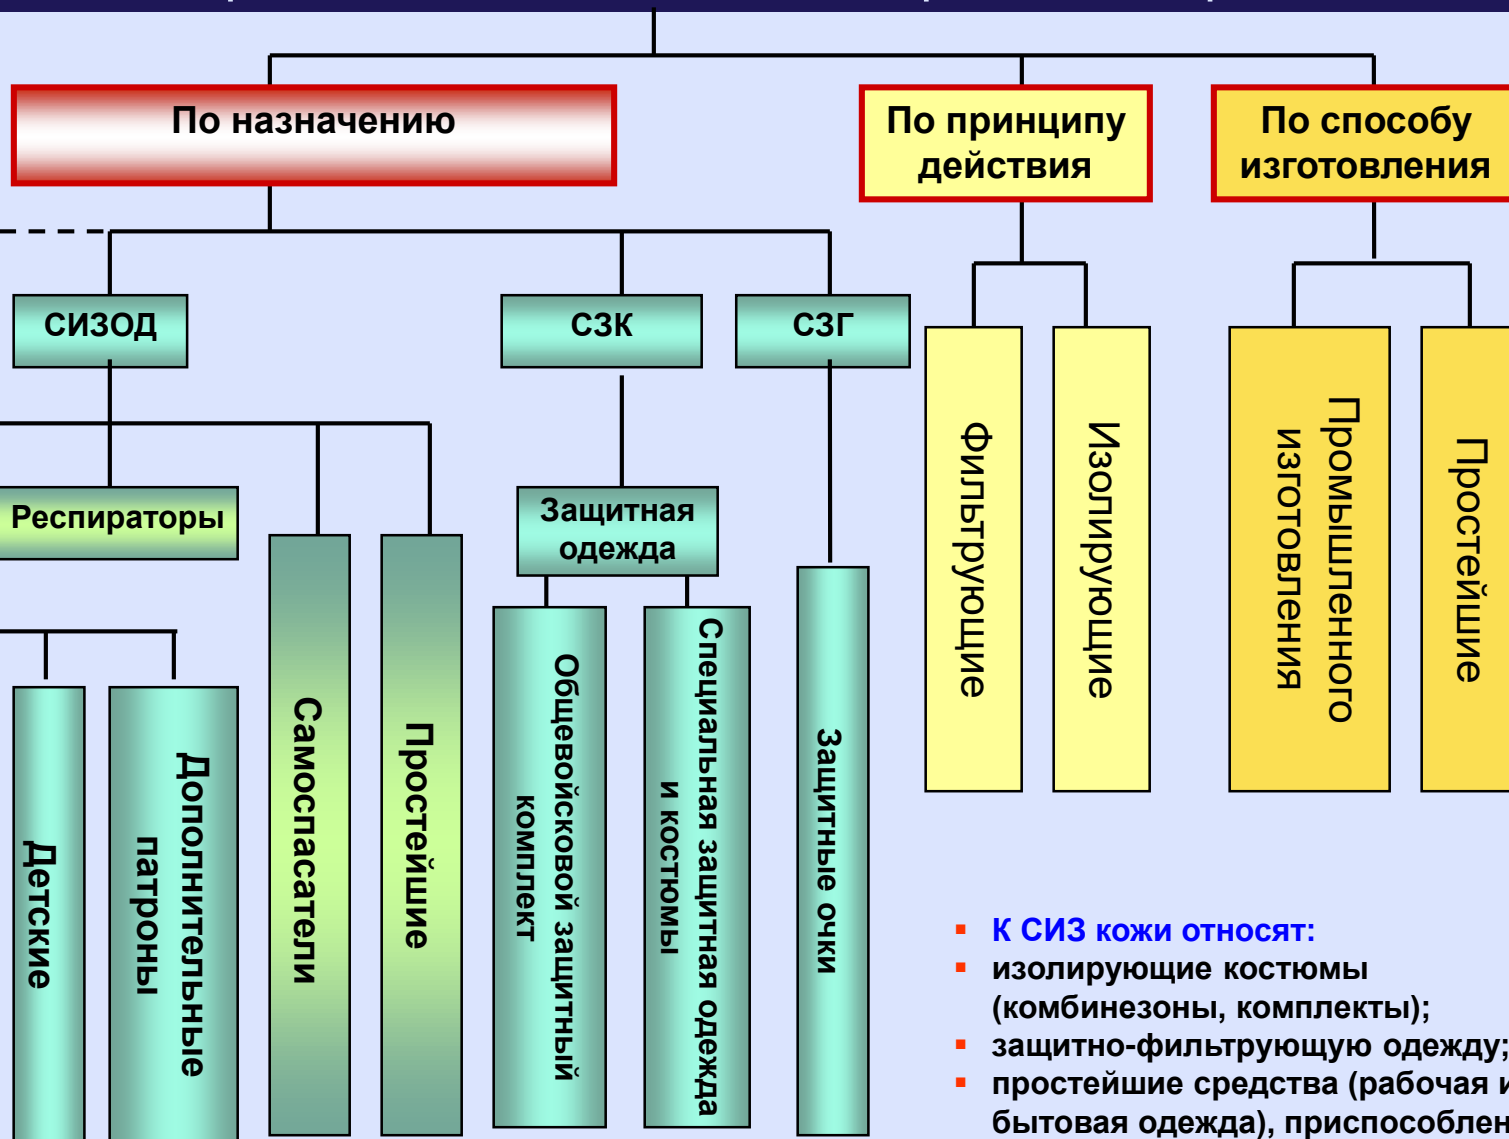 По назначению
По принципу
действия
По способу
изготовления
СИЗОД
СЗК
СЗГ
Респираторы
Защитная
одежда
Детские
Дополнительные
патроны
Самоспасатели
Простейшие
Общевойсковой защитный
комплект
Специальная защитная одежда
и костюмы
Защитные очки
Фильтрующие
Изолирующие
Промышленного
изготовления
Простейшие
К СИЗ кожи относят:
изолирующие костюмы
(комбинезоны, комплекты);
защитно-фильтрующую одежду;
простейшие средства (рабочая и
бытовая одежда), приспособлен